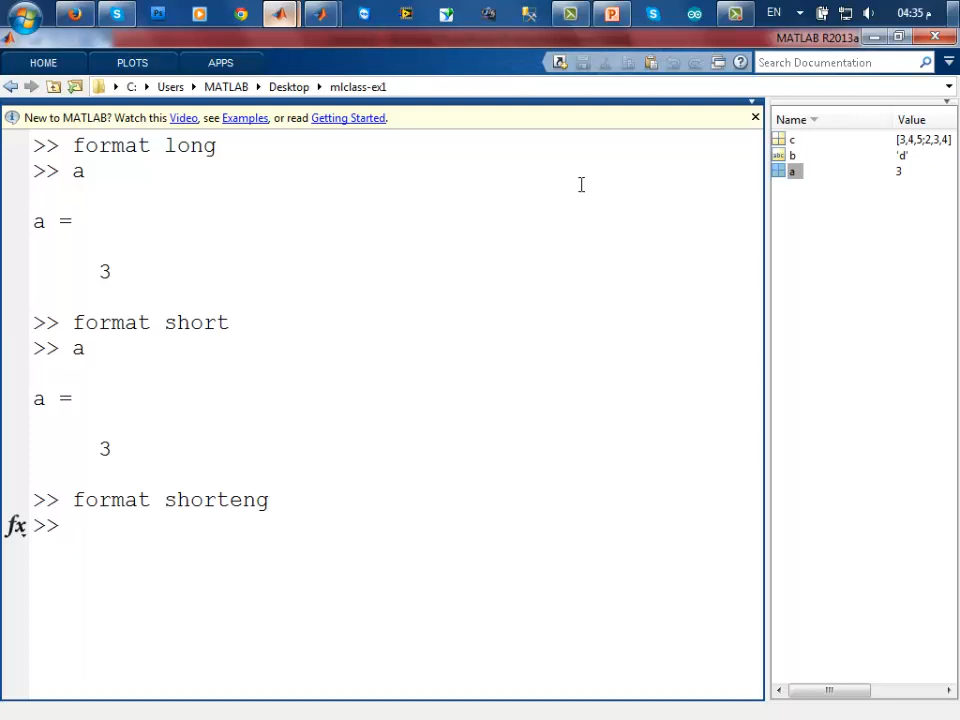 EN
04:35 م
MATLAB R2013a
HOME
PLOTS
APPS
Search Documentation
C: Users MATLAB Desktop mlclass-ex1
New to MATLAB? Watch this Video, see Examples, or read Getting Started.
>> format long
>> a
a =
3
>> format short
>> a
a =
3
>> format shorteng
fx >>
Name Value
c [3,4,5;2,3,4]
abc b 'd'
a 3